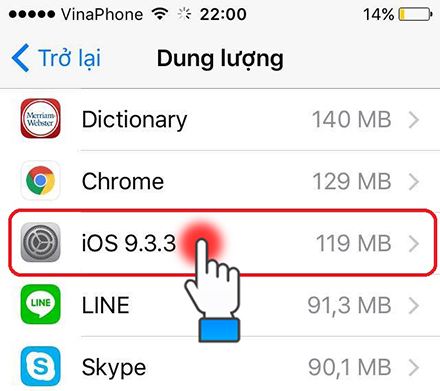 VinaPhone 22:00 14%
Trở lại Dung lượng
Merriam-Webster Dictionary 140 MB
Chrome 129 MB
iOS 9.3.3 119 MB
LINE LINE 91,3 MB
S Skype 90,1 MB